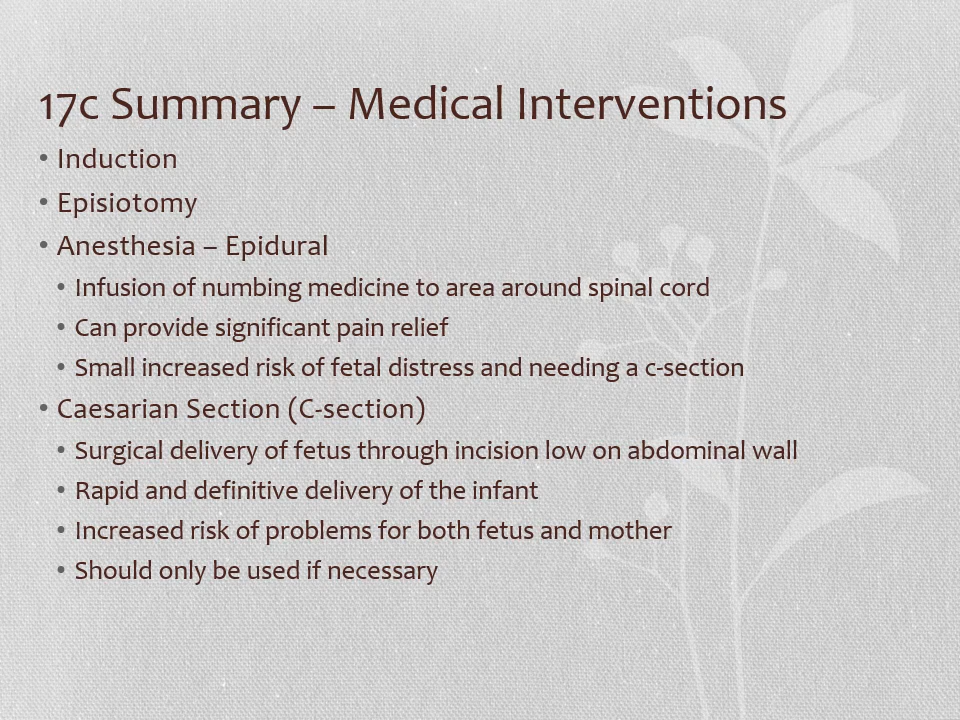 17c Summary – Medical Interventions
• Induction
• Episiotomy
• Anesthesia – Epidural
• Infusion of numbing medicine to area around spinal cord
• Can provide significant pain relief
• Small increased risk of fetal distress and needing a c-section
• Caesarian Section (C-section)
• Surgical delivery of fetus through incision low on abdominal wall
• Rapid and definitive delivery of the infant
• Increased risk of problems for both fetus and mother
• Should only be used if necessary